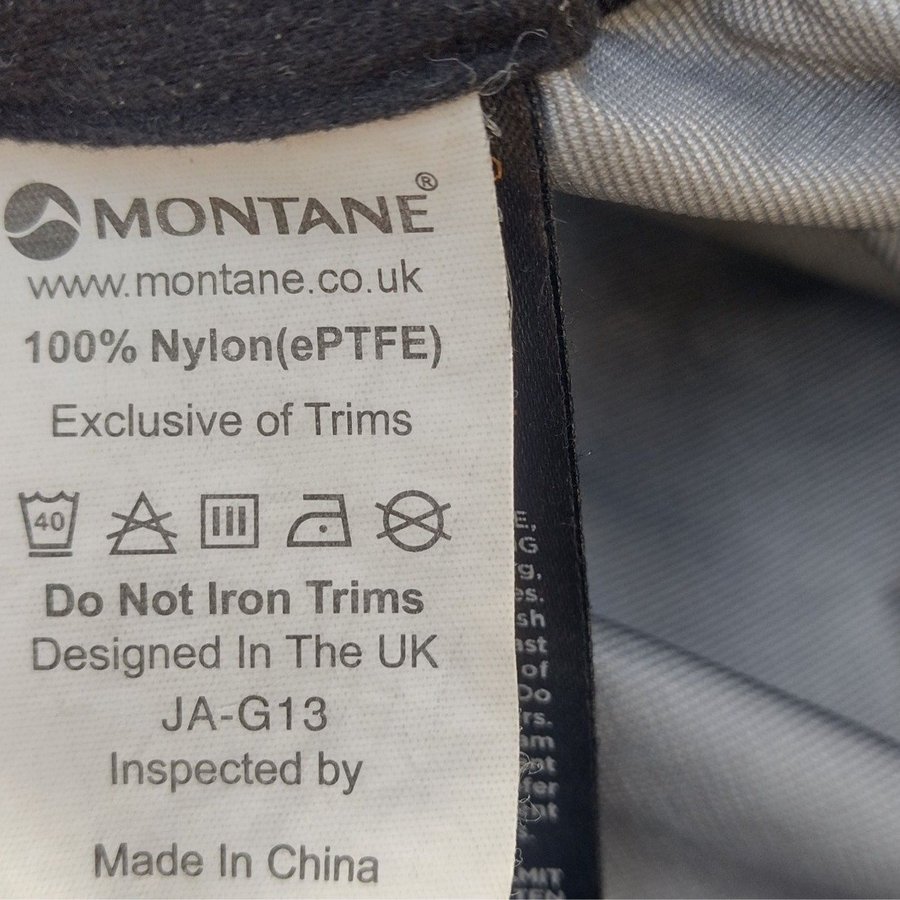 MONTANE®
www.montane.co.uk
100% Nylon(ePTFE)
Exclusive of Trims
40
Do Not Iron Trims
Designed In The UK
JA-G13
Inspected by
Made In China
of